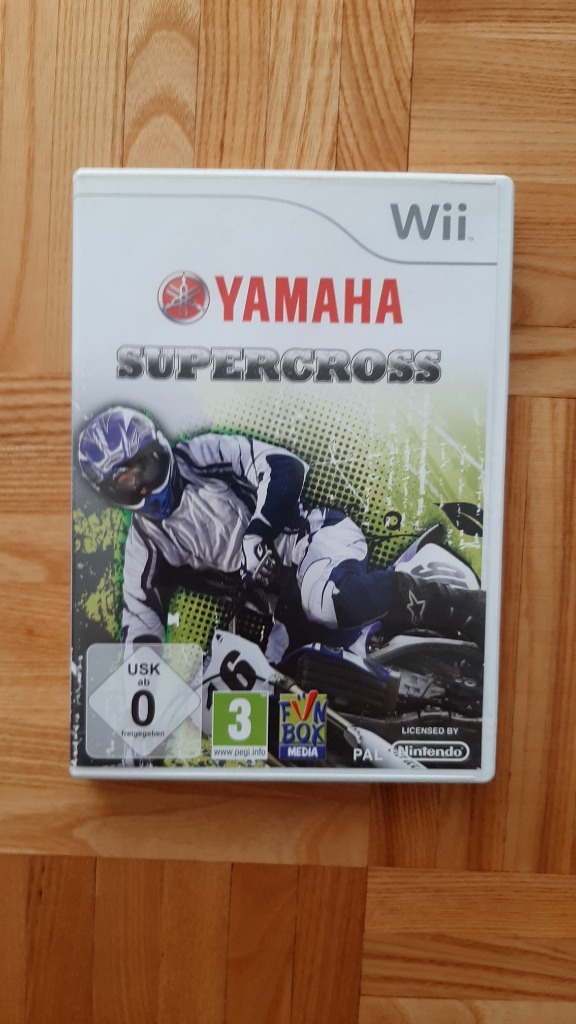 Wii
YAMAHA
SUPERCROSS
USK
ab
0
freigegeben
3
www.pegi.info
FUN
BOX
MEDIA
LICENSED BY
PAL Nintendo